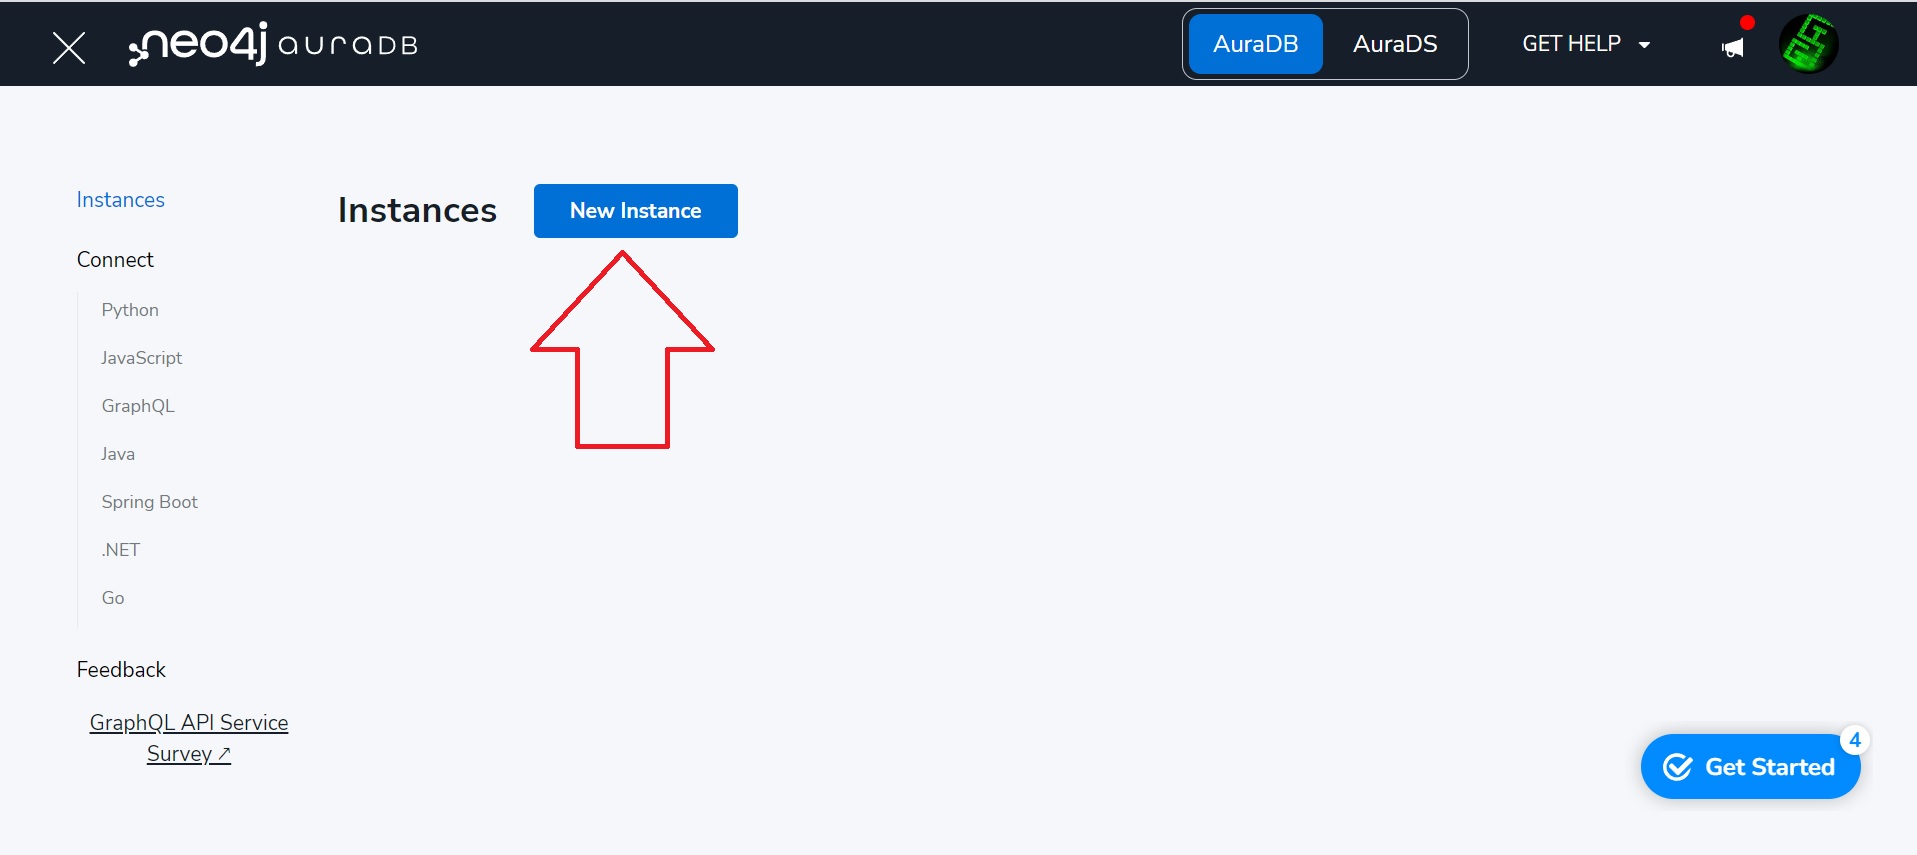 neo4j auraDB
AuraDB
AuraDS
GET HELP
Instances
Connect
Python
JavaScript
GraphQL
Java
Spring Boot
.NET
Go
Feedback
GraphQL API Service
Survey ↗
Instances
New Instance
4
Get Started